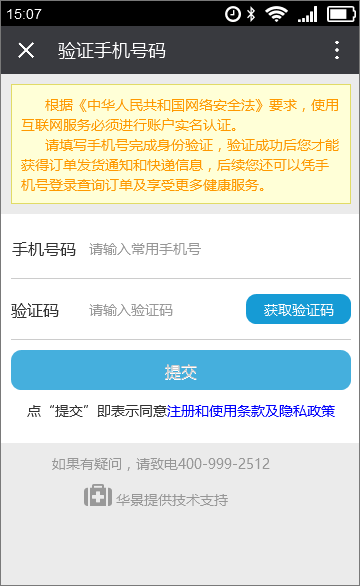 15:07
验证手机号码
根据《中华人民共和国网络安全法》要求，使用
互联网服务必须进行账户实名认证。
请填写手机号完成身份验证，验证成功后您才能
获得订单发货通知和快递信息，后续您还可以凭手
机号登录查询订单及享受更多健康服务。
手机号码 请输入常用手机号
验证码 请输入验证码 获取验证码
提交
点“提交”即表示同意注册和使用条款及隐私政策
如果有疑问，请致电400-999-2512
华景提供技术支持